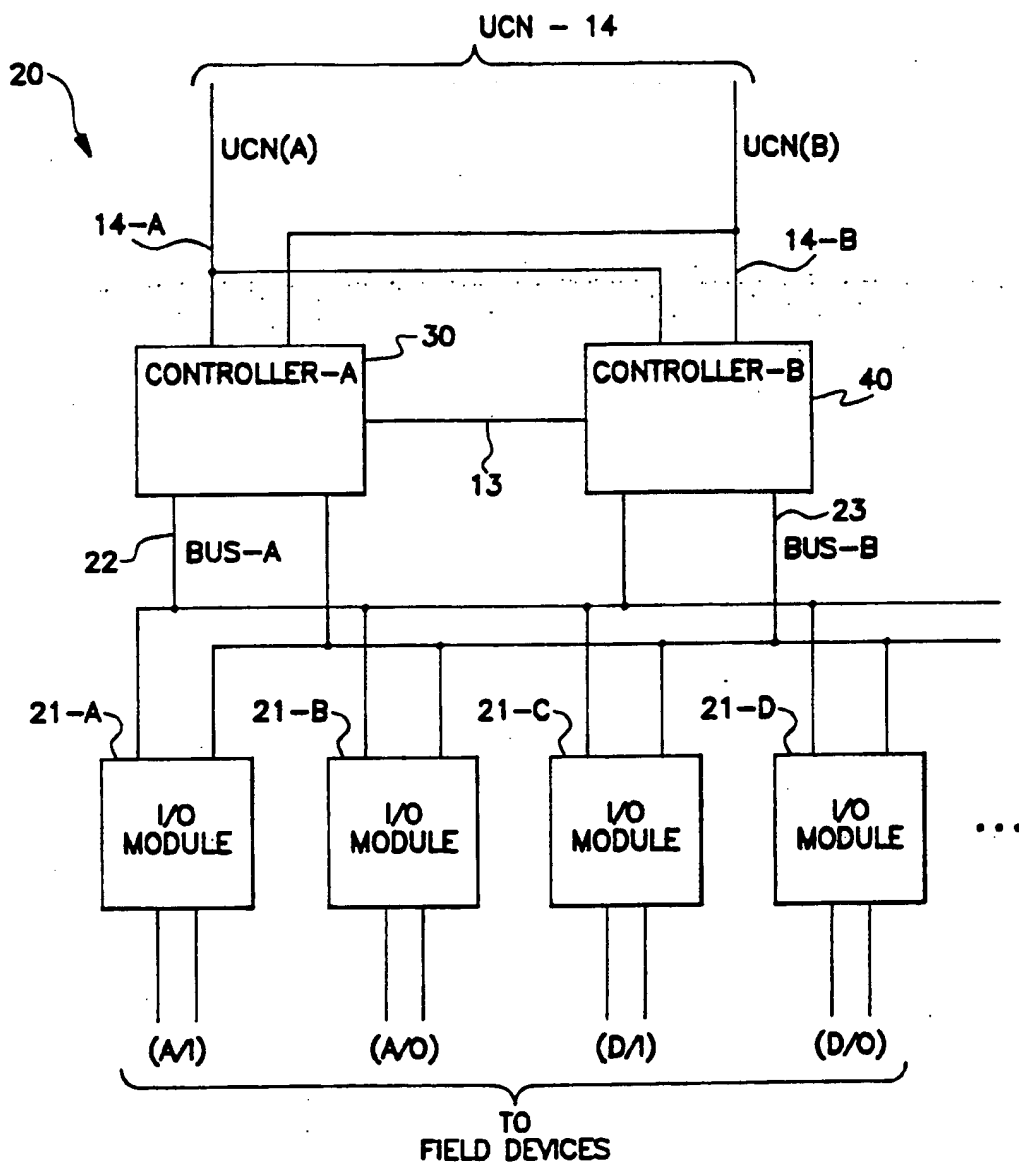 UCN - 14
20
UCN(A)
UCN(B)
14-A
14-B
30
CONTROLLER-A
CONTROLLER-B
40
13
22
BUS-A
23
BUS-B
21-A
21-B
21-C
21-D
I/O
MODULE
I/O
MODULE
I/O
MODULE
I/O
MODULE
...
(A/I)
(A/O)
(D/I)
(D/O)
TO
FIELD DEVICES